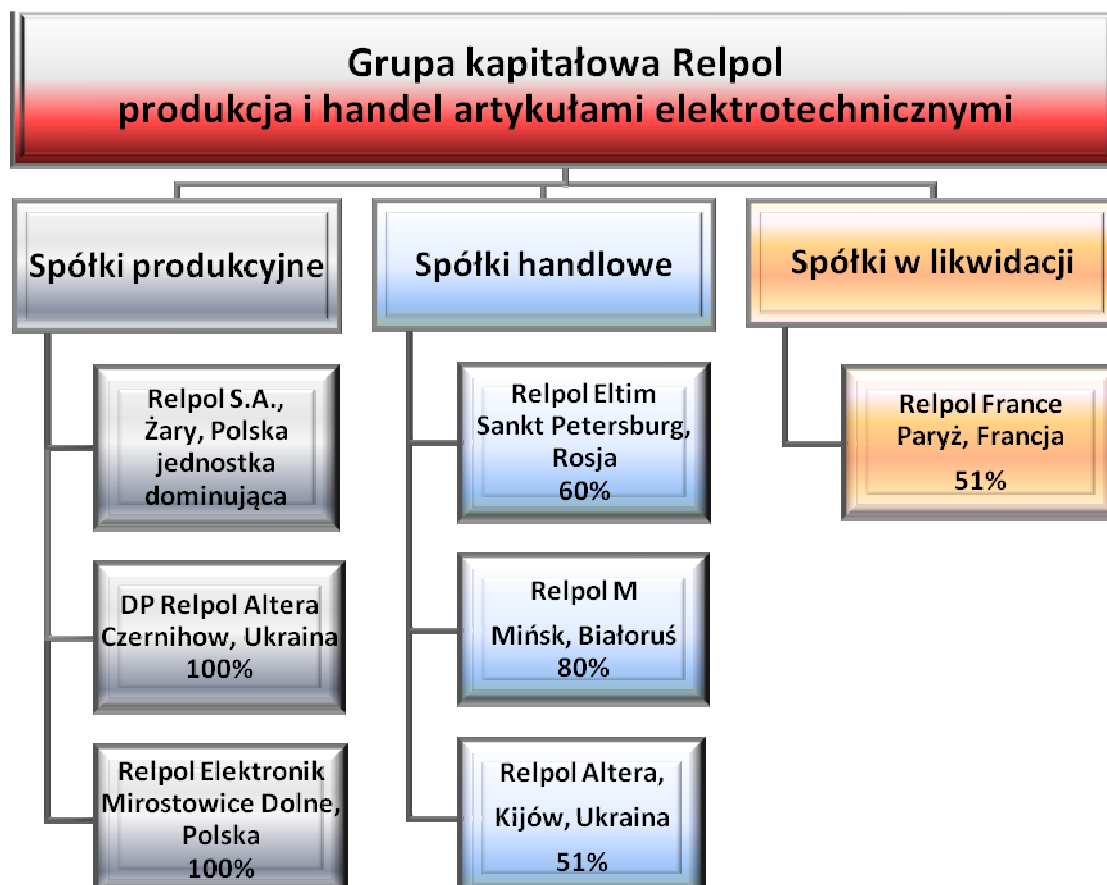 Grupa kapitałowa Relpol
produkcja i handel artykułami elektrotechnicznymi
Spółki produkcyjne
Relpol S.A.,
Żary, Polska
jednostka
dominująca
DP Relpol Altera
Czernihow, Ukraina
100%
Relpol Elektronik
Mirostowice Dolne,
Polska
100%
Spółki handlowe
Relpol Eltim
Sankt Petersburg,
Rosja
60%
Relpol M
Mińsk, Białoruś
80%
Relpol Altera,
Kijów, Ukraina
51%
Spółki w likwidacji
Relpol France
Paryż, Francja
51%